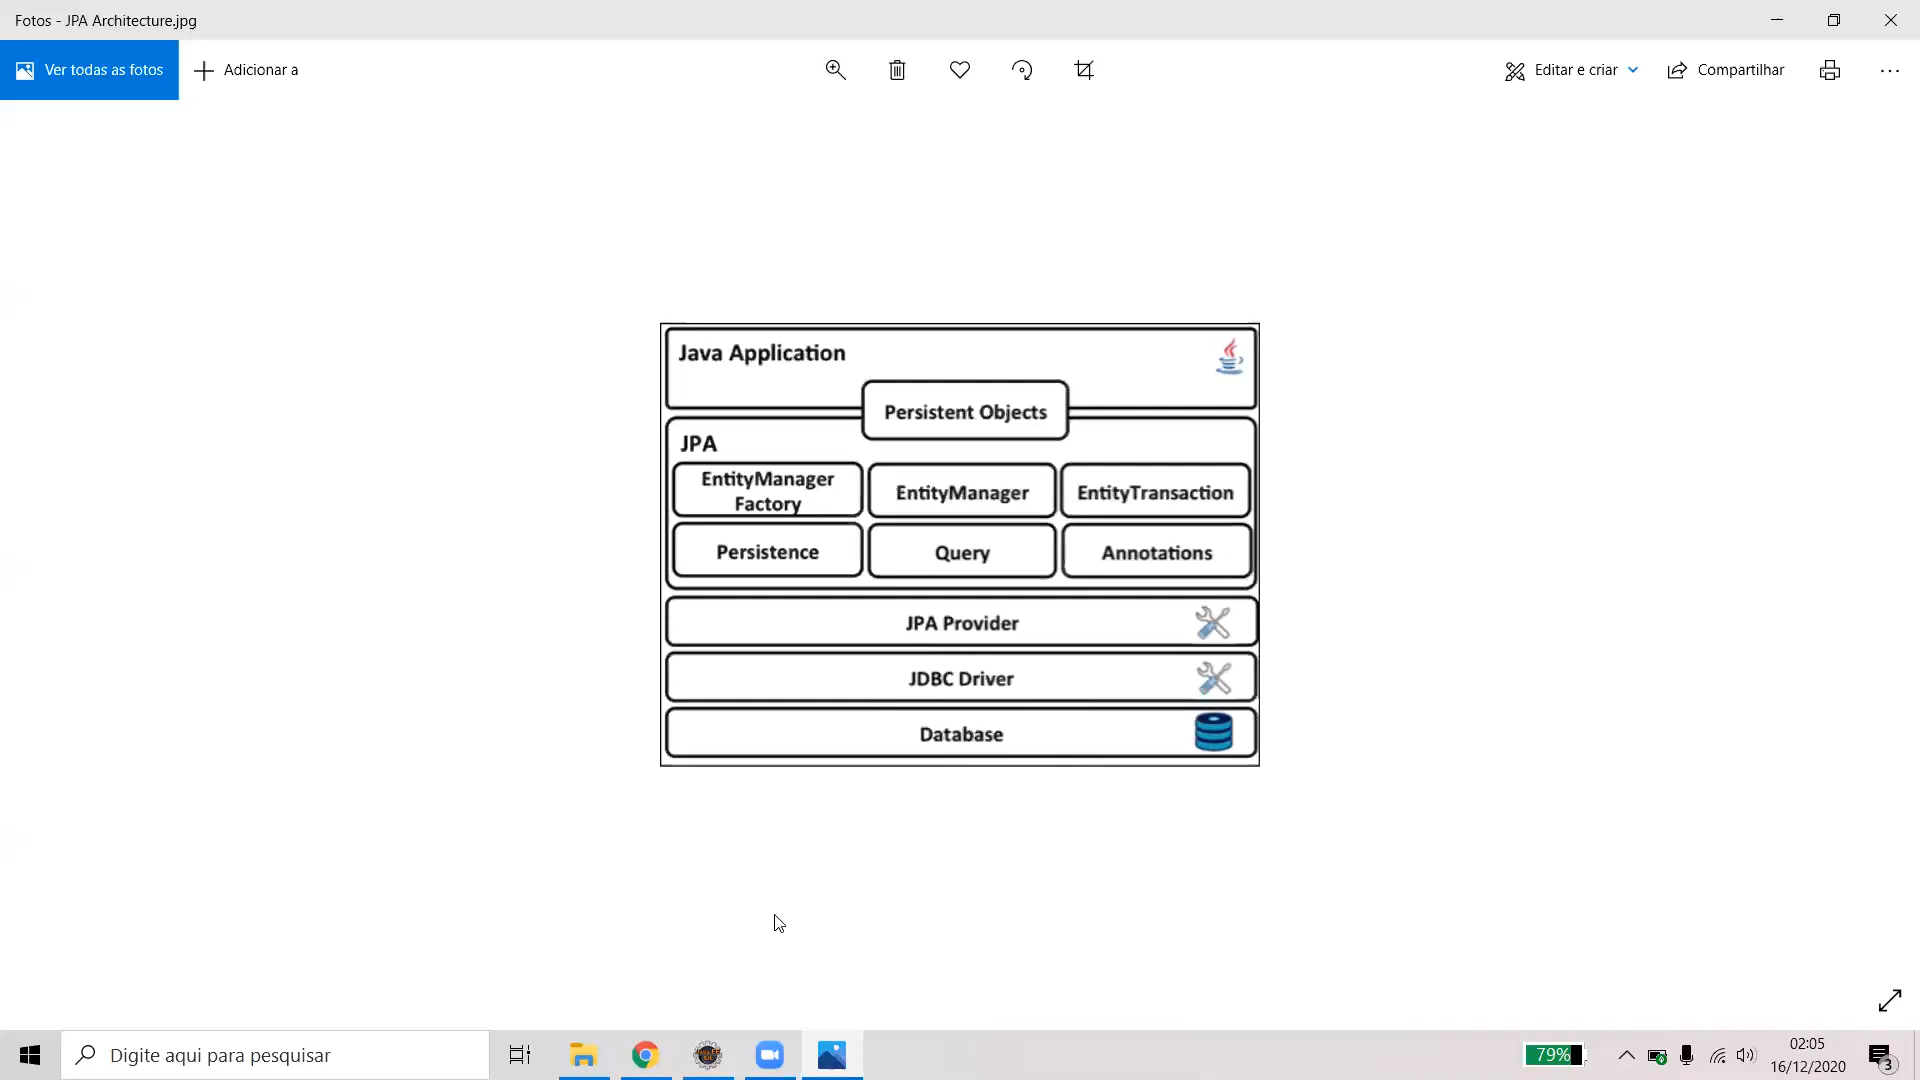 Fotos - JPA Architecture.jpg
Ver todas as fotos
Adicionar a
Editar e criar
Compartilhar
Java Application
Persistent Objects
JPA
EntityManager
Factory
EntityManager
EntityTransaction
Persistence
Query
Annotations
JPA Provider
JDBC Driver
Database
Digite aqui para pesquisar
79%
02:05
16/12/2020
3